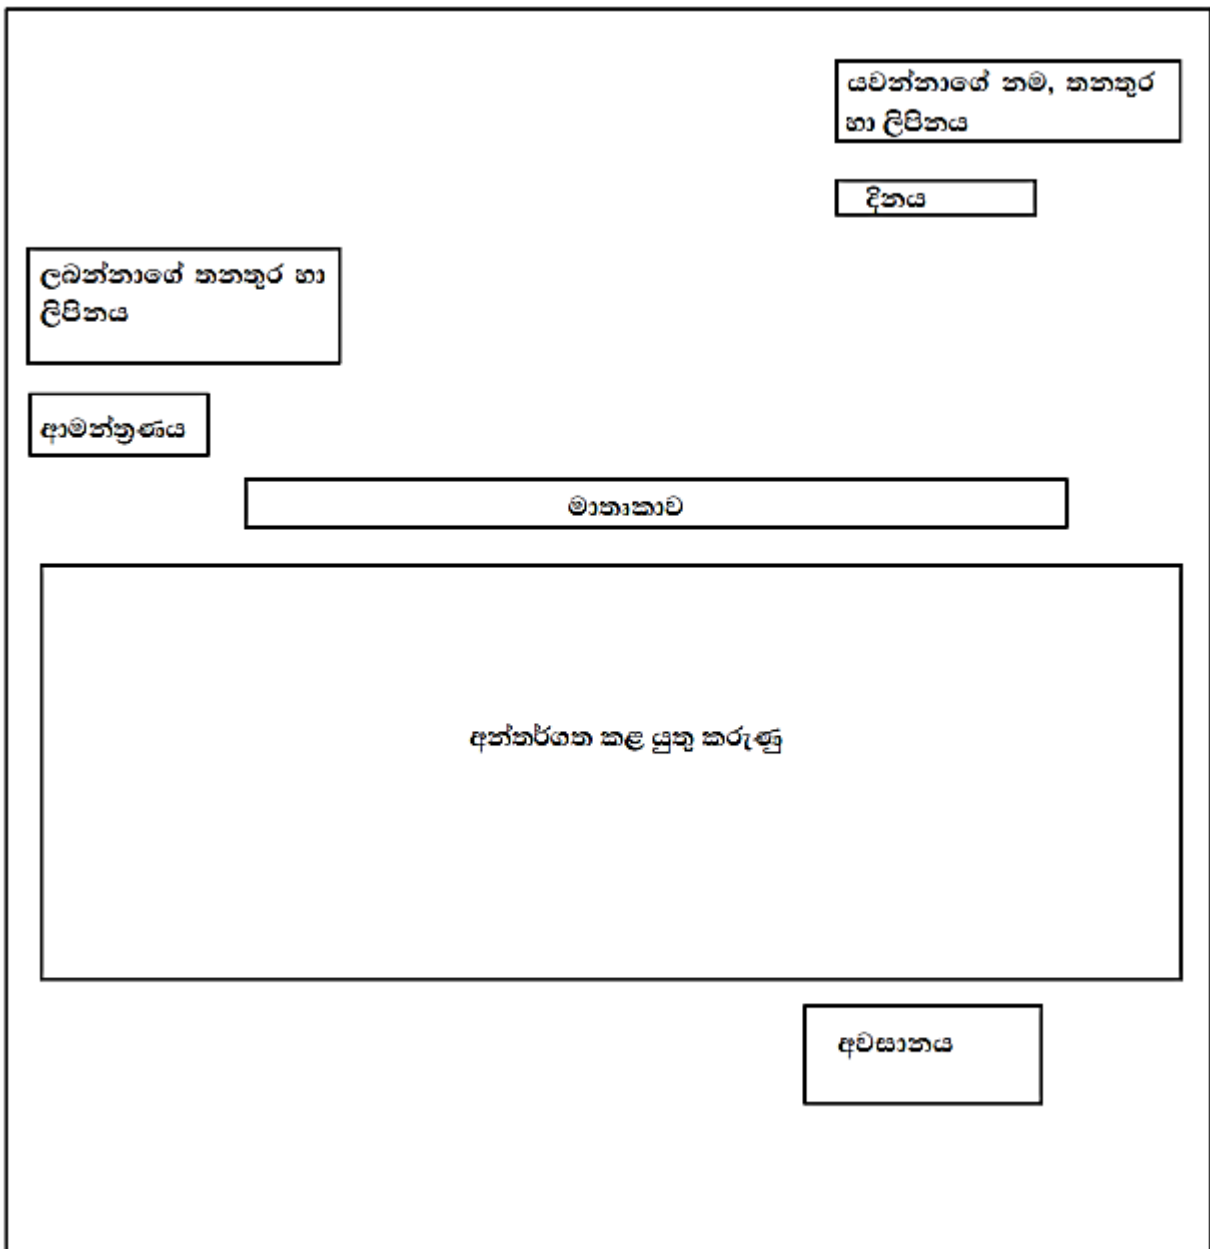 යවන්නාගේ නම, තනතුර
හා ලිපිනය
දිනය
ලබන්නාගේ තනතුර හා
ලිපිනය
ආමන්ත්‍රණය
මාතෘකාව
අන්තර්ගත කළ යුතු කරුණු
අවසානය